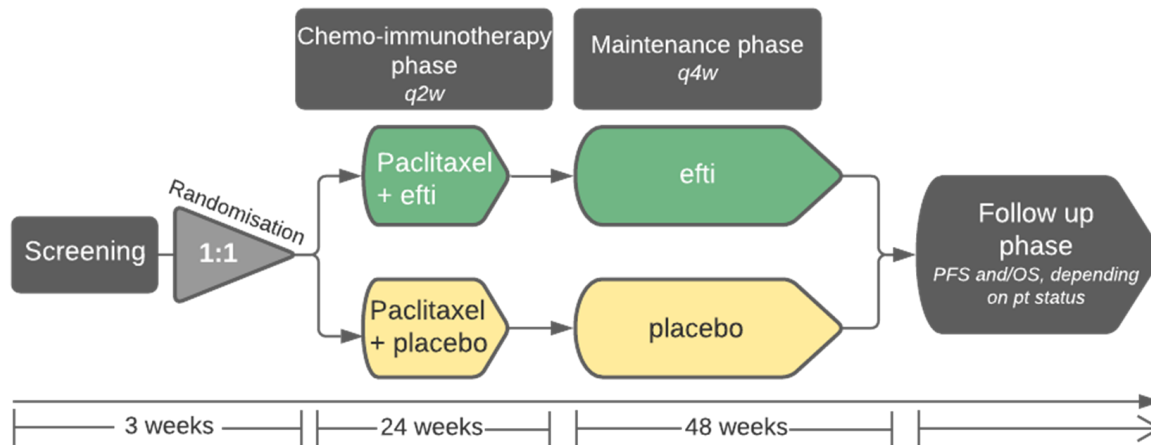 Chemo-immunotherapy
phase
q2w
Maintenance phase
q4w
Randomisation
Screening
1:1
Paclitaxel
+ efti
efti
Paclitaxel
+ placebo
placebo
Follow up
phase
PFS and/OS, depending
on pt status
3 weeks
24 weeks
48 weeks